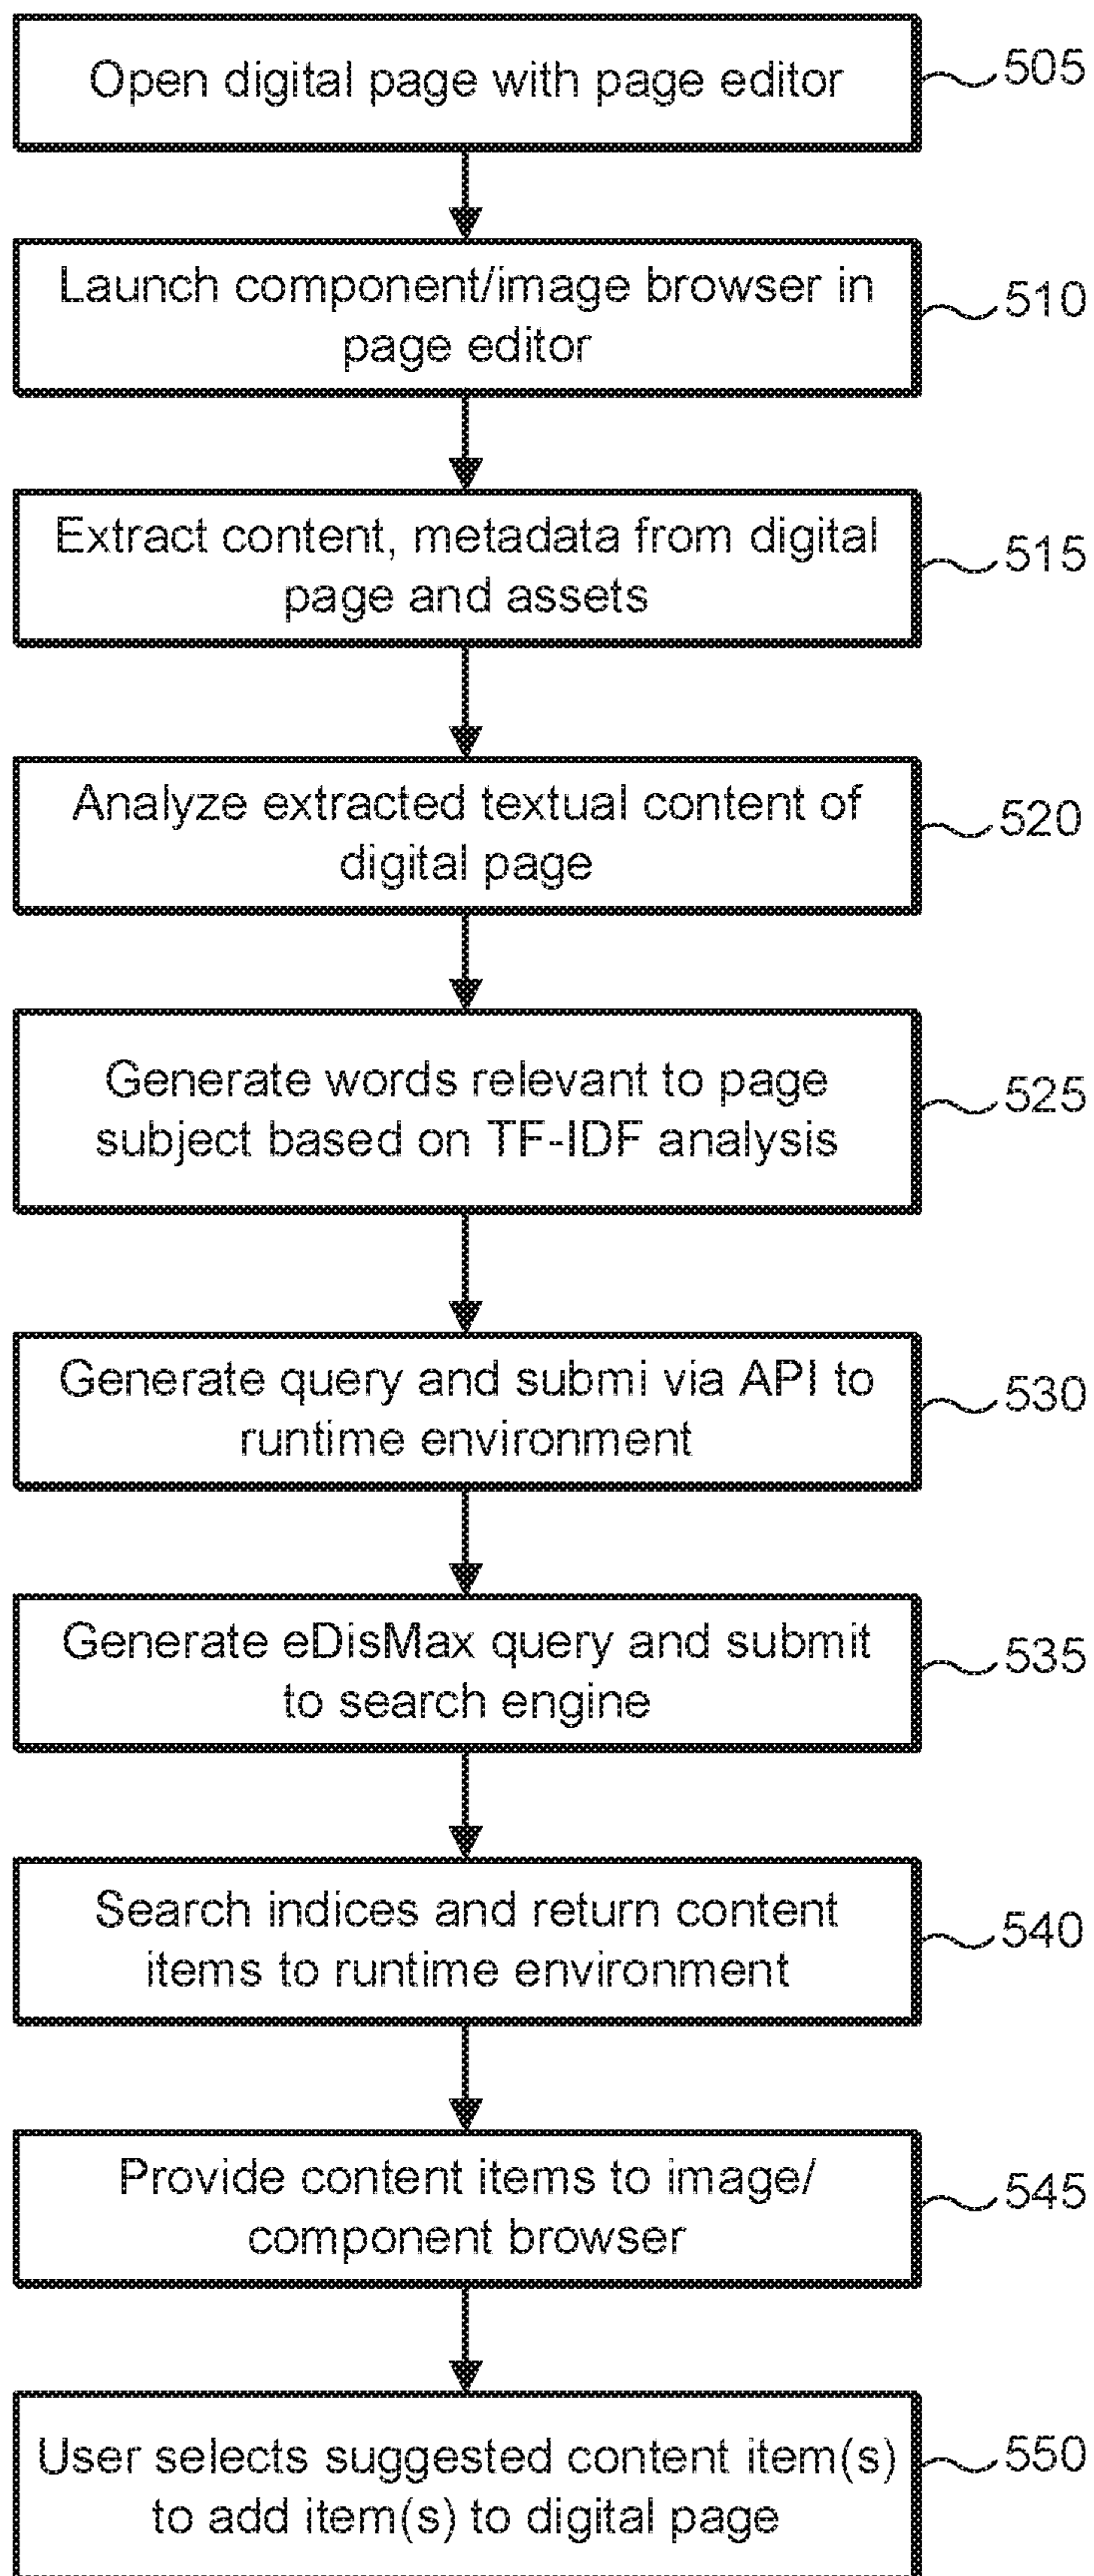 Open digital page with page editor
505
Launch component/image browser in
page editor
510
Extract content, metadata from digital
page and assets
515
Analyze extracted textual content of
digital page
520
Generate words relevant to page
subject based on TF-IDF analysis
525
Generate query and submi via API to
runtime environment
530
Generate eDisMax query and submit
to search engine
535
Search indices and return content
items to runtime environment
540
Provide content items to image/
component browser
545
User selects suggested content item(s)
to add item(s) to digital page
550